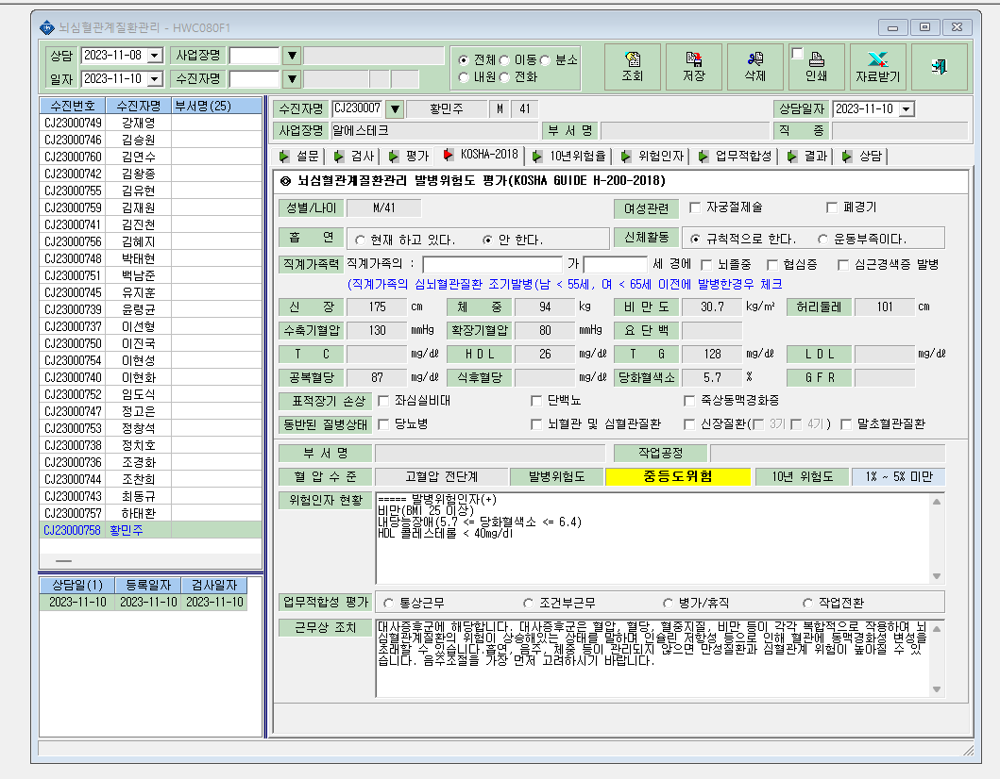 뇌심혈관계질환관리 - HWC080F1
상담 2023-11-08 사업장명 전체 이동 분소 조회 저장 삭제 인쇄 자료받기
일자 2023-11-10 수진자명 내원 전화
수진번호 수진자명 부서명(25)
CJ23000749 강재영
CJ23000746 김승원
CJ23000760 김연수
CJ23000742 김왕종
CJ23000755 김유현
CJ23000759 김재원
CJ23000741 김진천
CJ23000756 김혜지
CJ23000748 박태현
CJ23000751 백남준
CJ23000745 유지훈
CJ23000739 윤령균
CJ23000737 이선형
CJ23000750 이진국
CJ23000754 이현성
CJ23000740 이현화
CJ23000752 임도식
CJ23000747 정고은
CJ23000753 정창석
CJ23000738 정치호
CJ23000736 조경화
CJ23000744 조찬희
CJ23000743 최동규
CJ23000757 하태환
CJ23000758 황민주
상담일(1) 등록일자 검사일자
2023-11-10 2023-11-10 2023-11-10
수진자명 CJ230007 황민주 M 41 상담일자 2023-11-10
사업장명 알에스테크 부 서 명 직 종
설문 검사 평가 KOSHA-2018 10년위험율 위험인자 업무적합성 결과 상담
뇌심혈관계질환관리 발병위험도 평가(KOSHA GUIDE H-200-2018)
성별/나이 M/41 여성관련 자궁절제술 폐경기
흡 연 현재 하고 있다. 안 한다. 신체활동 규칙적으로 한다. 운동부족이다.
직계가족력 직계가족의 : 가 세 경에 뇌졸중 협심증 심근경색증 발병
(직계가족의 심뇌혈관질환 조기발병(남 < 55세, 여 < 65세 이전에 발병한경우 체크
신 장 175 cm 체 중 94 kg 비 만 도 30.7 kg/m² 허리둘레 101 cm
수축기혈압 130 mmHg 확장기혈압 80 mmHg 요 단 백
T C mg/dℓ H D L 26 mg/dℓ T G 128 mg/dℓ L D L mg/dℓ
공복혈당 87 mg/dℓ 식후혈당 mg/dℓ 당화혈색소 5.7 % G F R
표적장기 손상 좌심실비대 단백뇨 죽상동맥경화증
동반된 질병상태 당뇨병 뇌혈관 및 심혈관질환 신장질환( 3기 4기 ) 말초혈관질환
부 서 명 작업공정
혈 압 수 준 고혈압 전단계 발병위험도 중등도위험 10년 위험도 1% ~ 5% 미만
위험인자 현황 ===== 발병위험인자(+)
비만(BMI 25 이상)
내당능장애(5.7 <= 당화혈색소 <= 6.4)
HDL 콜레스테롤 < 40mg/dl
업무적합성 평가 통상근무 조건부근무 병가/휴직 작업전환
근무상 조치 대사증후군에 해당합니다. 대사증후군은 혈압, 혈당, 혈중지질, 비만 등이 각각 복합적으로 작용하여 뇌
심혈관계질환의 위험이 상승해있는 상태를 말하며 인슐린 저항성 등으로 인해 혈관에 동맥경화성 변성을
초래할 수 있습니다.흡연, 음주, 체중 등이 관리되지 않으면 만성질환과 심혈관계 위험이 높아질 수 있
습니다. 음주조절을 가장 먼저 고려하시기 바랍니다.